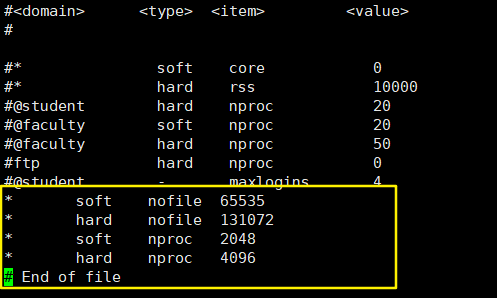 #<domain> <type> <item> <value>
#
#* soft core 0
#* hard rss 10000
#@student hard nproc 20
#@faculty soft nproc 20
#@faculty hard nproc 50
#ftp hard nproc 0
#@student - maxlogins 4
* soft nofile 65535
* hard nofile 131072
* soft nproc 2048
* hard nproc 4096
# End of file